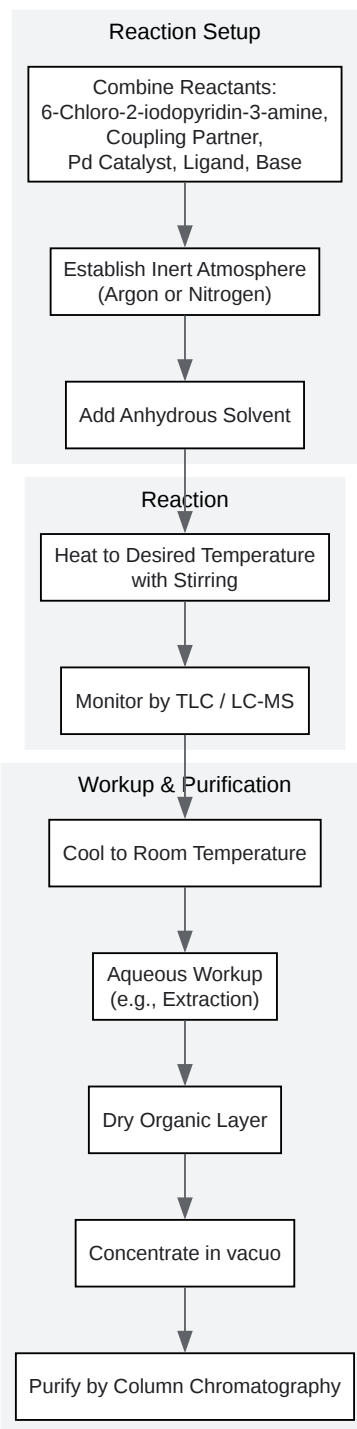 Reaction Setup
Combine Reactants:
6-Chloro-2-iodopyridin-3-amine,
Coupling Partner,
Pd Catalyst, Ligand, Base
Establish Inert Atmosphere
(Argon or Nitrogen)
Add Anhydrous Solvent
Reaction
Heat to Desired Temperature
with Stirring
Monitor by TLC / LC-MS
Workup & Purification
Cool to Room Temperature
Aqueous Workup
(e.g., Extraction)
Dry Organic Layer
Concentrate in vacuo
Purify by Column Chromatography